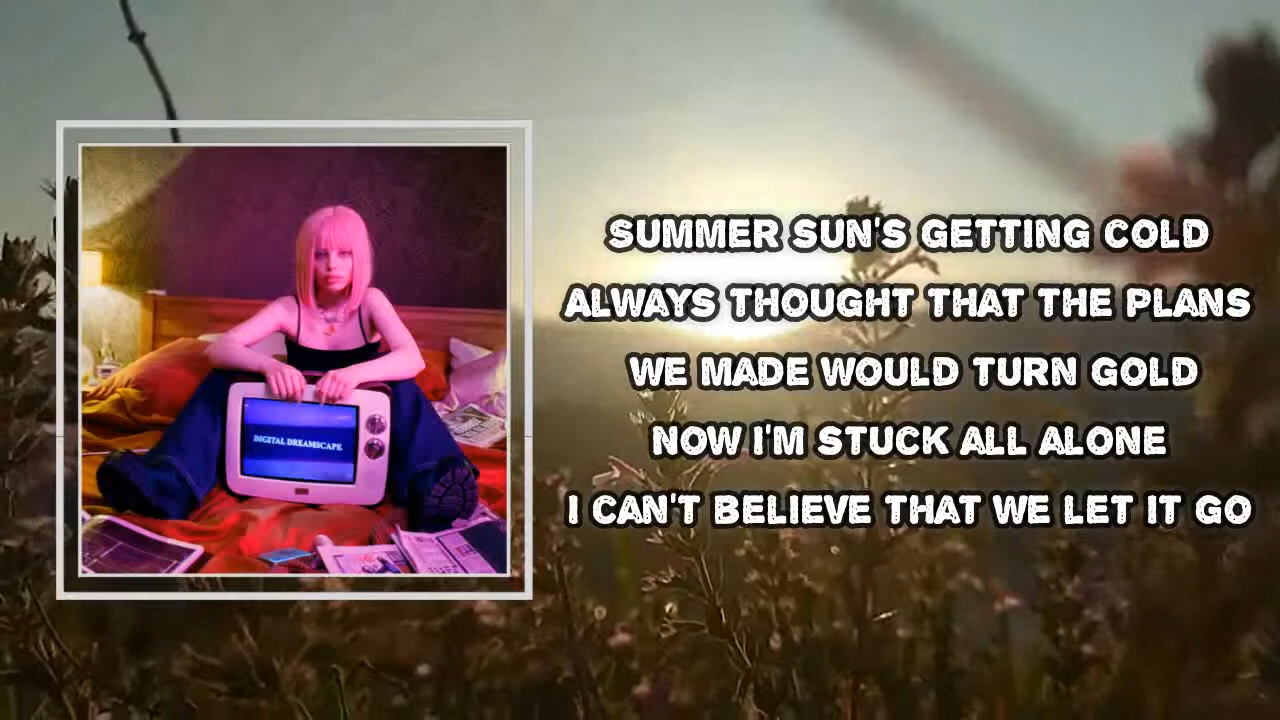 DIGITAL DREAMSCAPE
SUMMER SUN'S GETTING COLD
ALWAYS THOUGHT THAT THE PLANS
WE MADE WOULD TURN GOLD
NOW I'M STUCK ALL ALONE
I CAN'T BELIEVE THAT WE LET IT GO